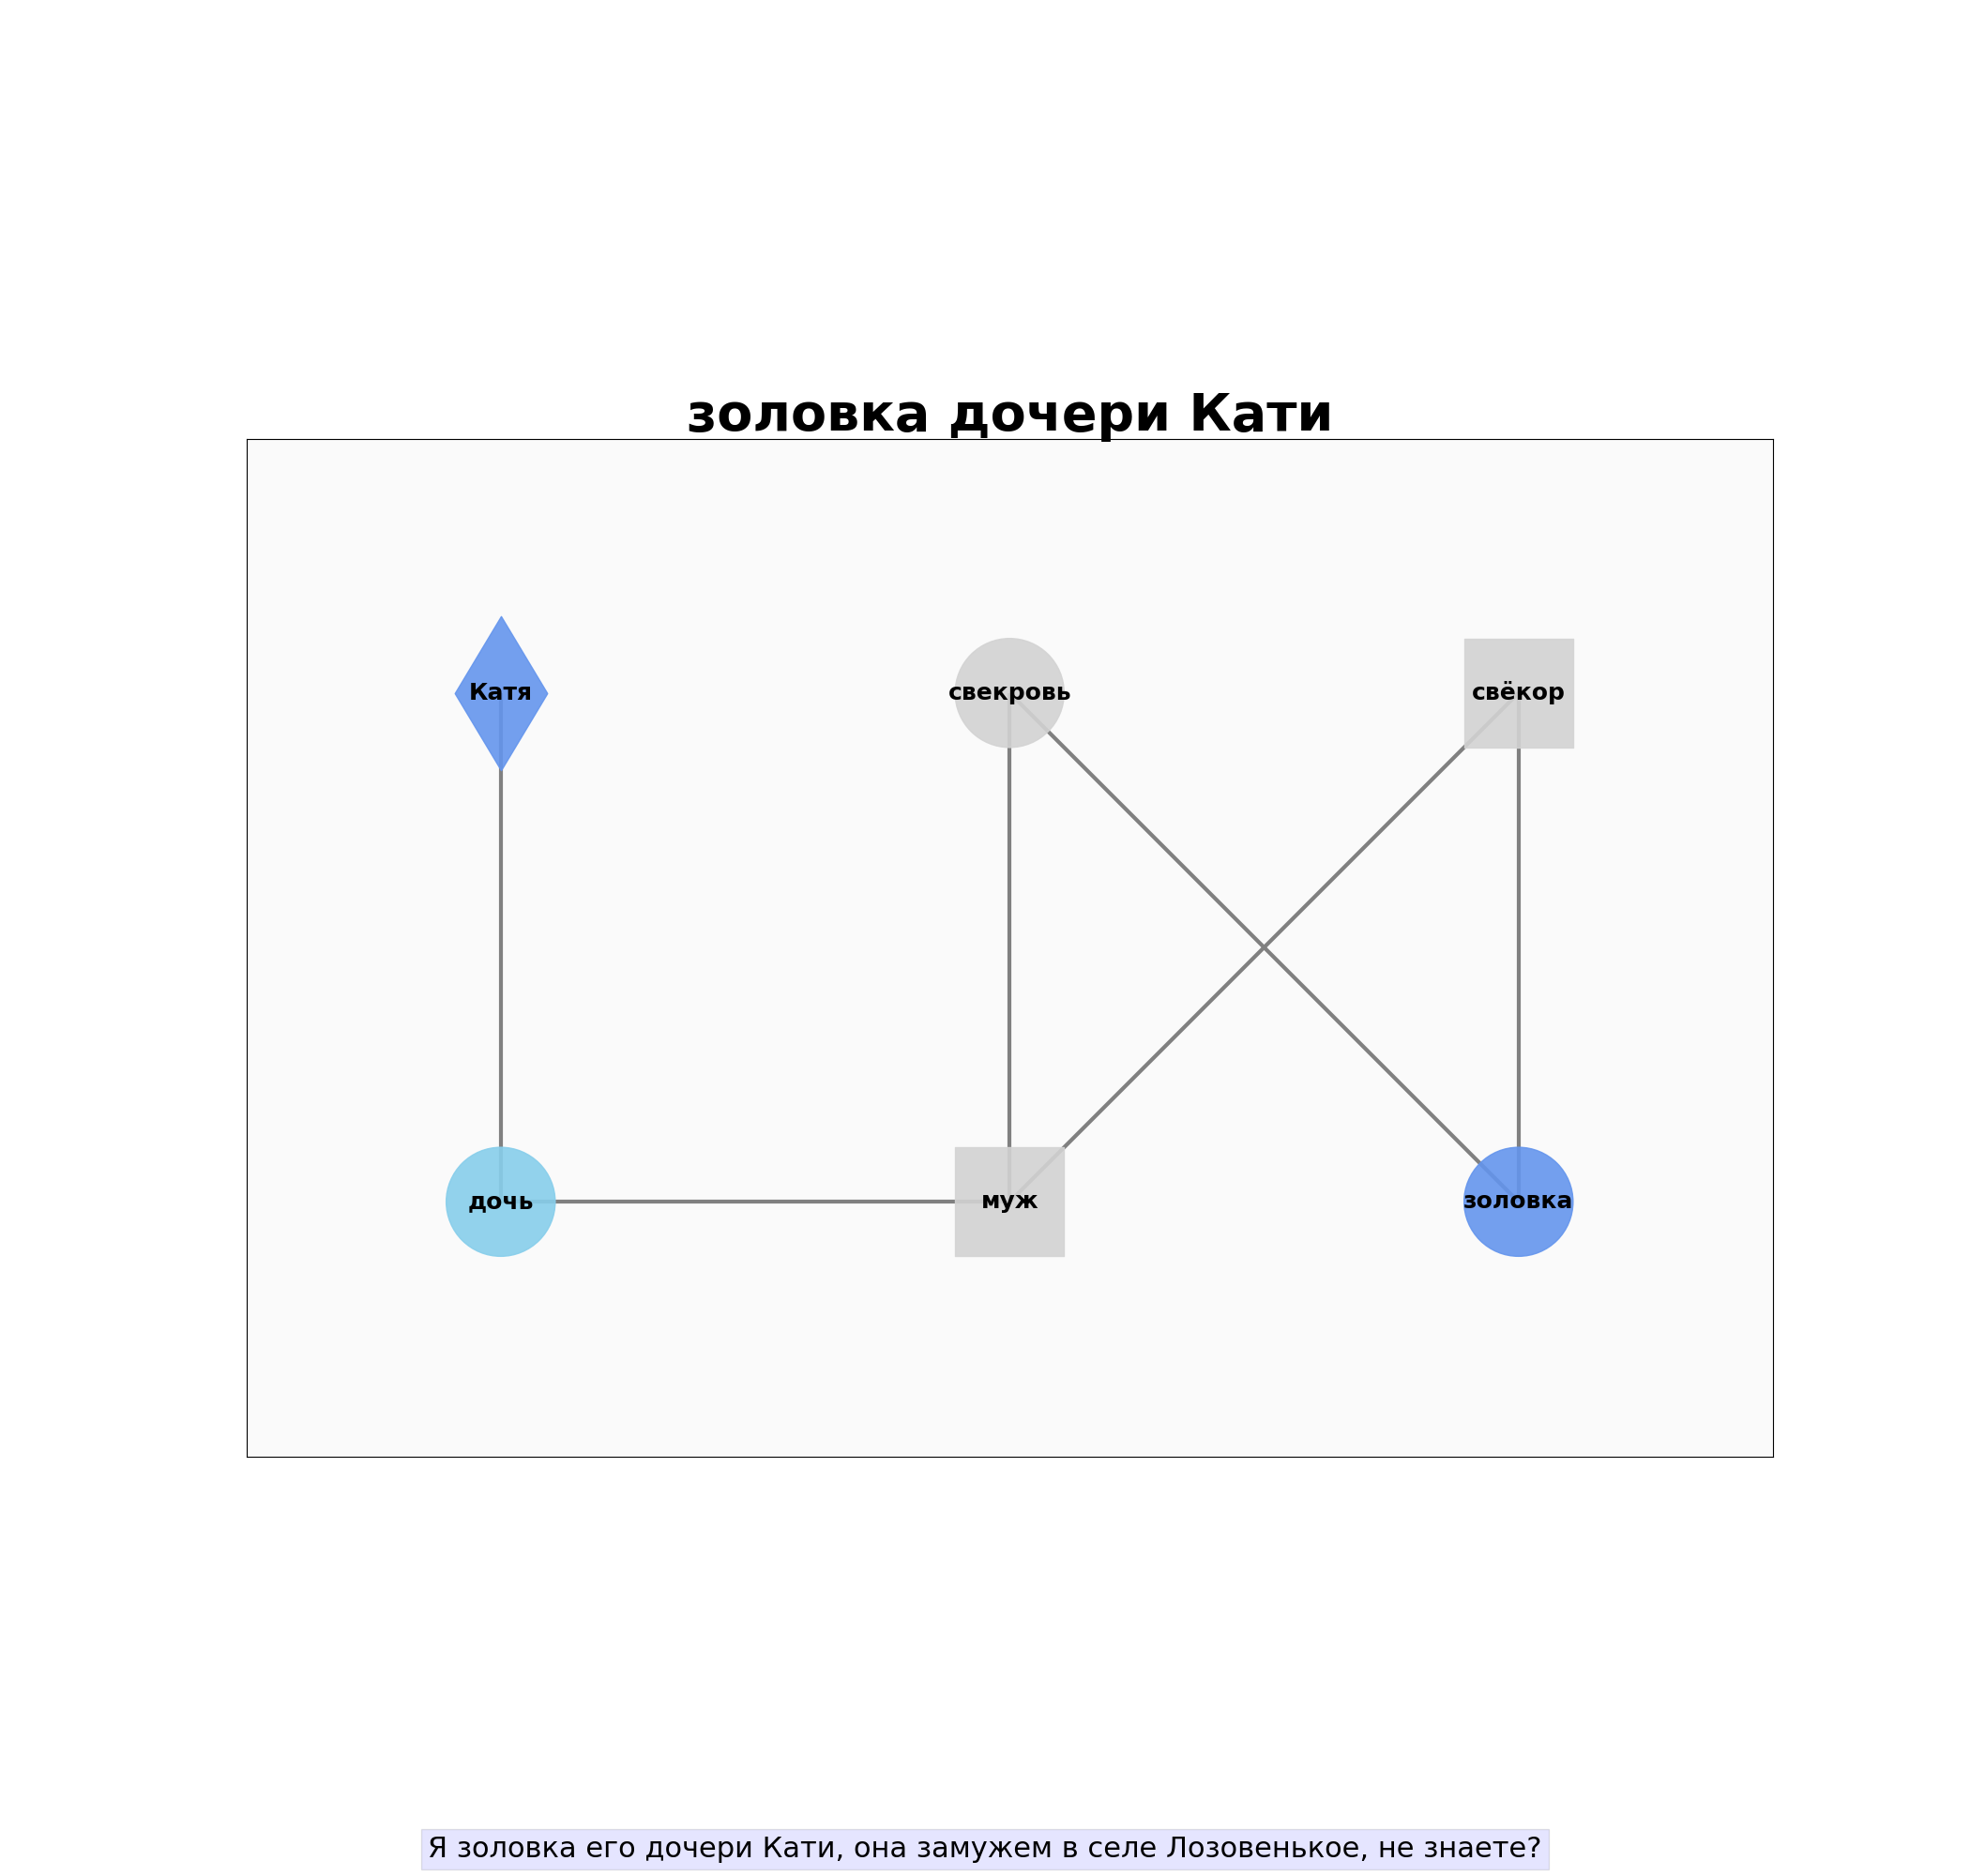 золовка дочери Кати
Катя
свекровь
свёкор
дочь
муж
золовка
Я золовка его дочери Кати, она замужем в селе Лозовенькое, не знаете?